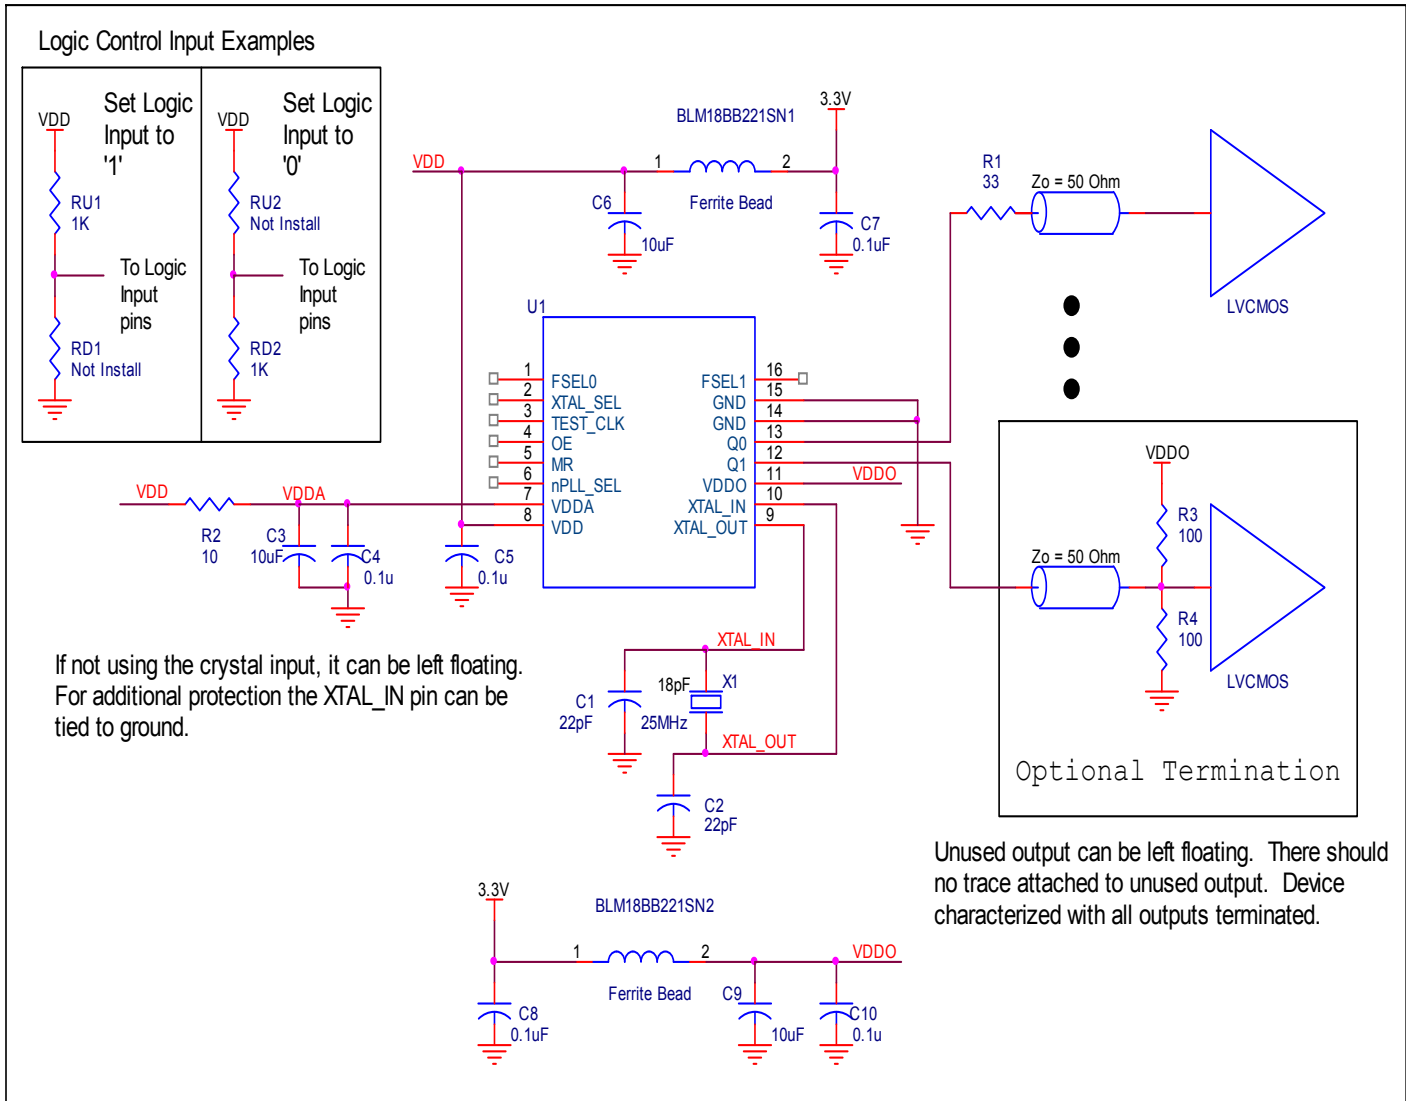 Logic Control Input Examples
VDD
Set Logic
Input to
'1'
RU1
1K
To Logic
Input
pins
RD1
Not Install
VDD
Set Logic
Input to
'0'
RU2
Not Install
To Logic
Input
pins
RD2
1K
VDD
BLM18BB221SN1
3.3V
1
2
Ferrite Bead
C6
10uF
C7
0.1uF
R1
33
Zo = 50 Ohm
LVCMOS
U1
1
FSEL0
2
XTAL_SEL
3
TEST_CLK
4
OE
5
MR
6
nPLL_SEL
7
VDDA
8
VDD
16
FSEL1
15
GND
14
GND
13
Q0
12
Q1
11
VDDO
10
XTAL_IN
9
XTAL_OUT
VDDO
VDD
R2
10
VDDA
C3
10uF
C4
0.1u
C5
0.1u
VDDO
R3
100
Zo = 50 Ohm
R4
100
LVCMOS
Optional Termination
If not using the crystal input, it can be left floating.
For additional protection the XTAL_IN pin can be
tied to ground.
XTAL_IN
C1
22pF
18pF
X1
25MHz
XTAL_OUT
C2
22pF
Unused output can be left floating. There should
no trace attached to unused output. Device
characterized with all outputs terminated.
3.3V
BLM18BB221SN2
1
2
VDDO
Ferrite Bead
C8
0.1uF
C9
10uF
C10
0.1u